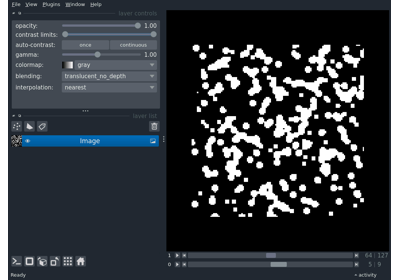 File View Plugins Window Help
layer controls
opacity: 1.00
contrast limits:
auto-contrast: once continuous
gamma: 1.00
colormap: gray
blending: translucent_no_depth
interpolation: nearest
layer list
Image
1 64 127
0 5 9
Ready activity